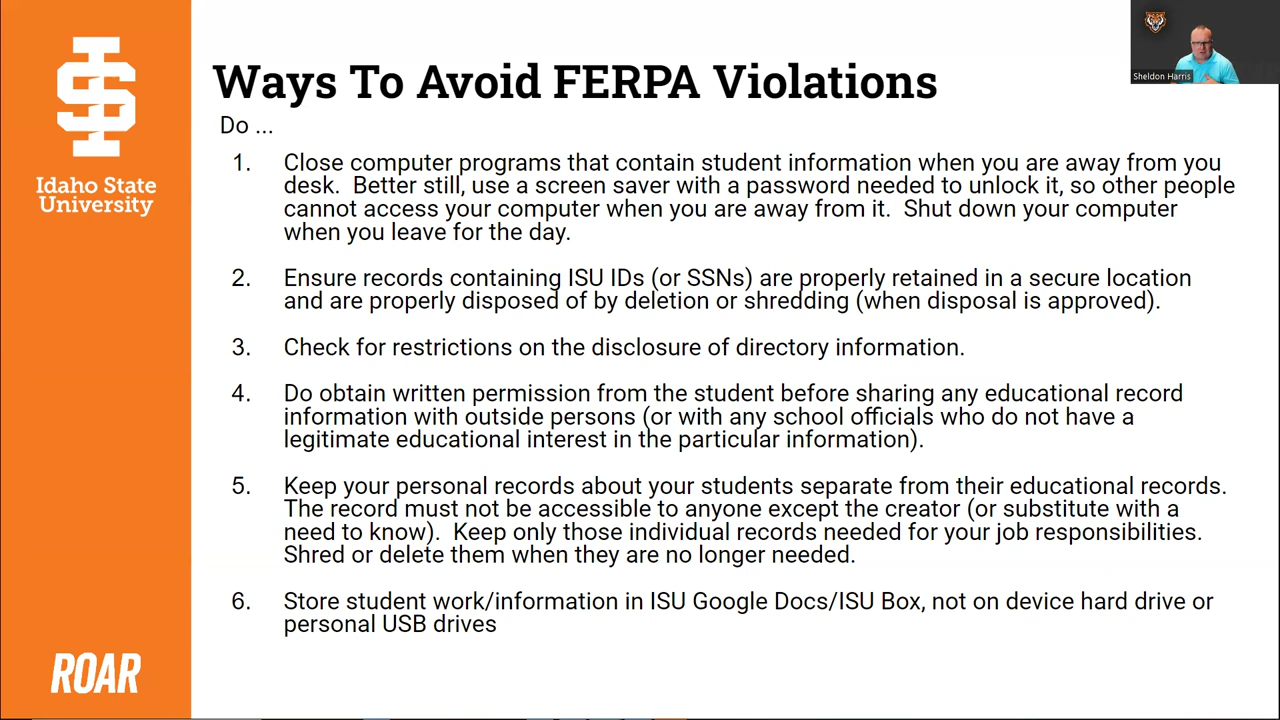 Idaho State
University
ROAR
Sheldon Harris
Ways To Avoid FERPA Violations
Do ...
1. Close computer programs that contain student information when you are away from you
desk. Better still, use a screen saver with a password needed to unlock it, so other people
cannot access your computer when you are away from it. Shut down your computer
when you leave for the day.
2. Ensure records containing ISU IDs (or SSNs) are properly retained in a secure location
and are properly disposed of by deletion or shredding (when disposal is approved).
3. Check for restrictions on the disclosure of directory information.
4. Do obtain written permission from the student before sharing any educational record
information with outside persons (or with any school officials who do not have a
legitimate educational interest in the particular information).
5. Keep your personal records about your students separate from their educational records.
The record must not be accessible to anyone except the creator (or substitute with a
need to know). Keep only those individual records needed for your job responsibilities.
Shred or delete them when they are no longer needed.
6. Store student work/information in ISU Google Docs/ISU Box, not on device hard drive or
personal USB drives